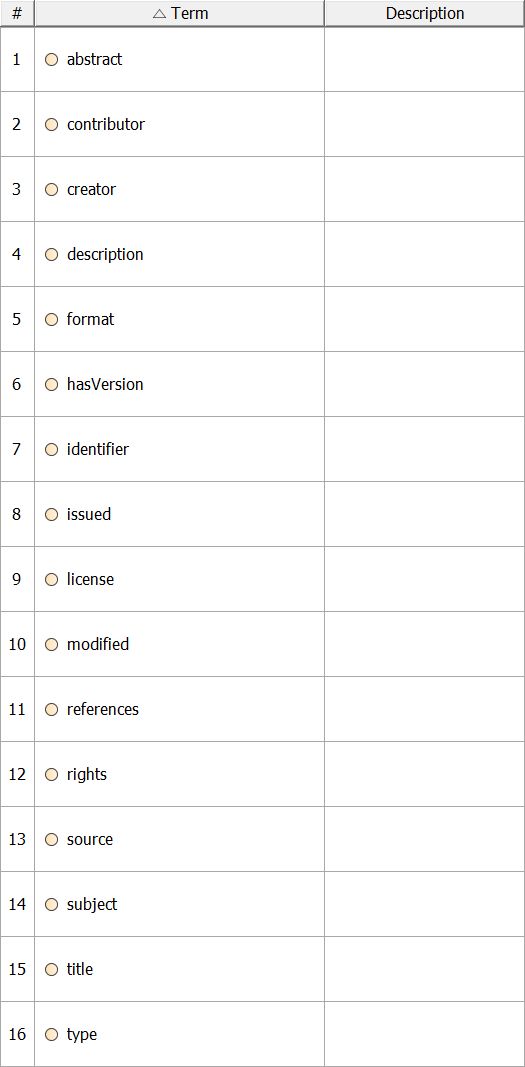 # Term Description
1 abstract
2 contributor
3 creator
4 description
5 format
6 hasVersion
7 identifier
8 issued
9 license
10 modified
11 references
12 rights
13 source
14 subject
15 title
16 type